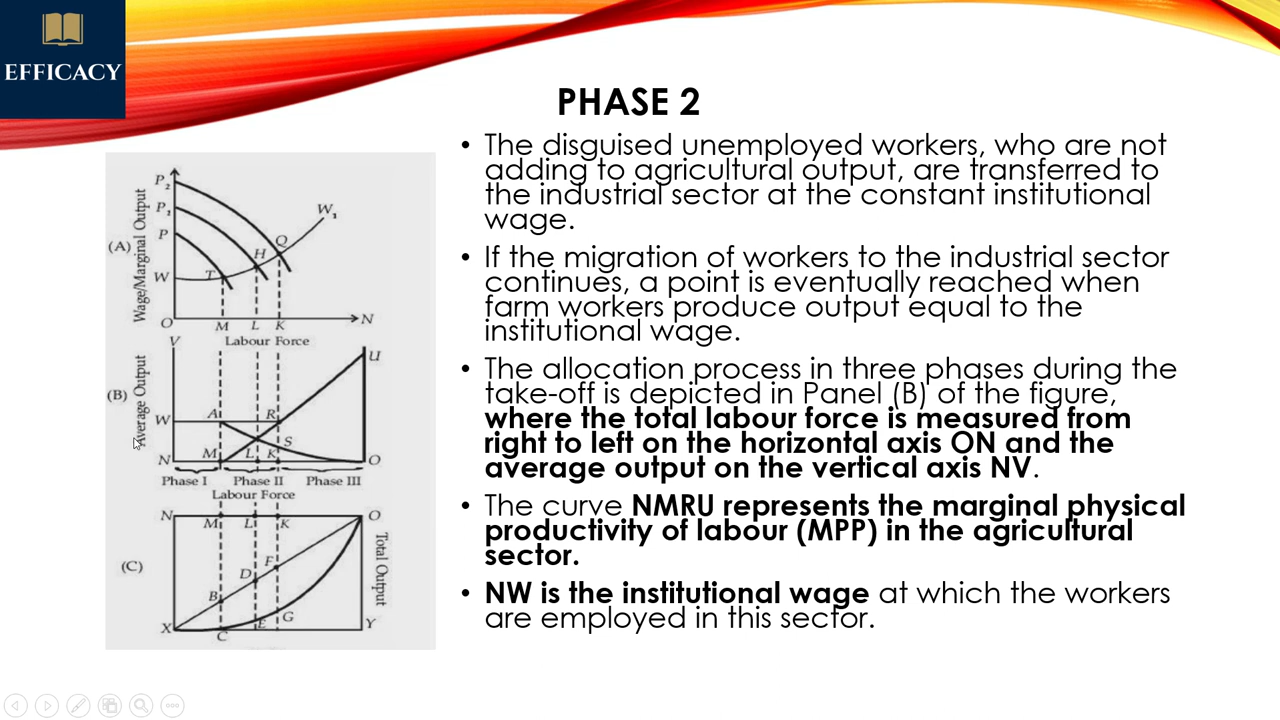 EFFICACY
PHASE 2
• The disguised unemployed workers, who are not
adding to agricultural output, are transferred to
the industrial sector at the constant institutional
wage.
• If the migration of workers to the industrial sector
continues, a point is eventually reached when
farm workers produce output equal to the
institutional wage.
• The allocation process in three phases during the
take-off is depicted in Panel (B) of the figure,
where the total labour force is measured from
right to left on the horizontal axis ON and the
average output on the vertical axis NV.
• The curve NMRU represents the marginal physical
productivity of labour (MPP) in the agricultural
sector.
• NW is the institutional wage at which the workers
are employed in this sector.
(A)
Wage/Marginal Output
P₂
P₁
P
W
O
T
H
Q
W₁
M L K
N
Labour Force
(B)
Average Output
V
U
W
A
R
S
N
M
L
K
O
Phase I Phase II Phase III
Labour Force
(C)
N
M L K
O
Total Output
F
D
B
G
E
X
C
Y